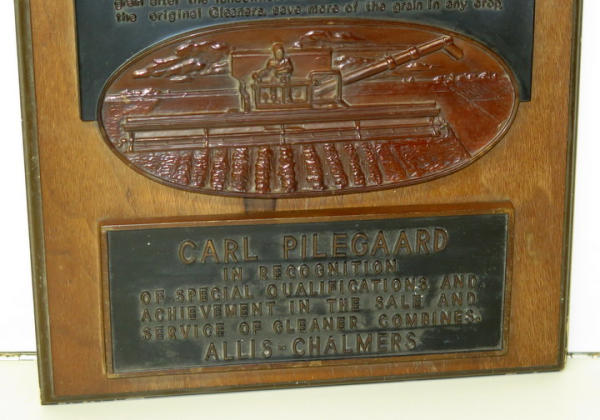 grain after the
the original Gleaners, save more of the grain in any crop.
CARL PILEGAARD
IN RECOGNITION
OF SPECIAL QUALIFICATIONS AND
ACHIEVEMENT IN THE SALE AND
SERVICE OF GLEANER COMBINES.
ALLIS-CHALMERS